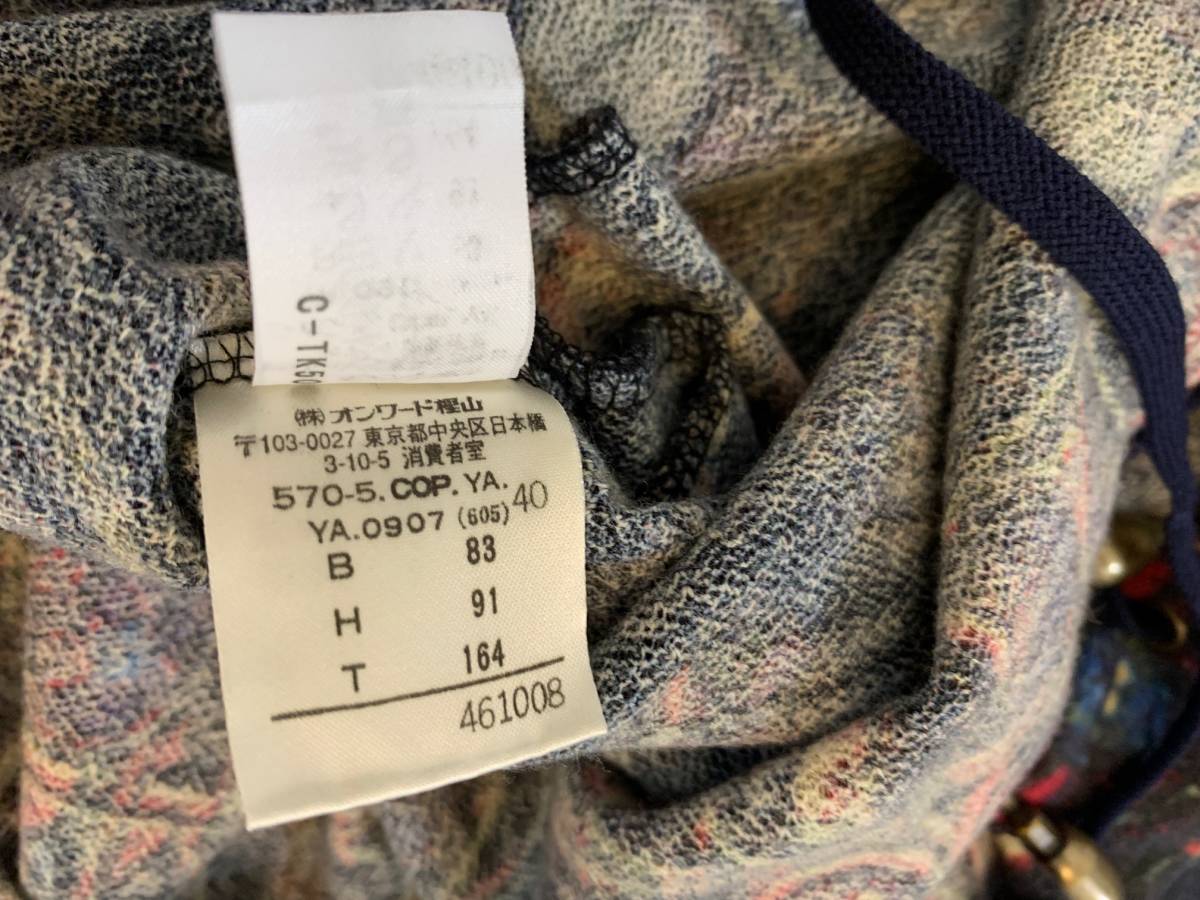 C-TK50
(株)オンワード樫山
〒103-0027 東京都中央区日本橋
3-10-5 消費者室
570-5.COP.YA.
YA.0907 (605) 40
B 83
H 91
T 164
461008